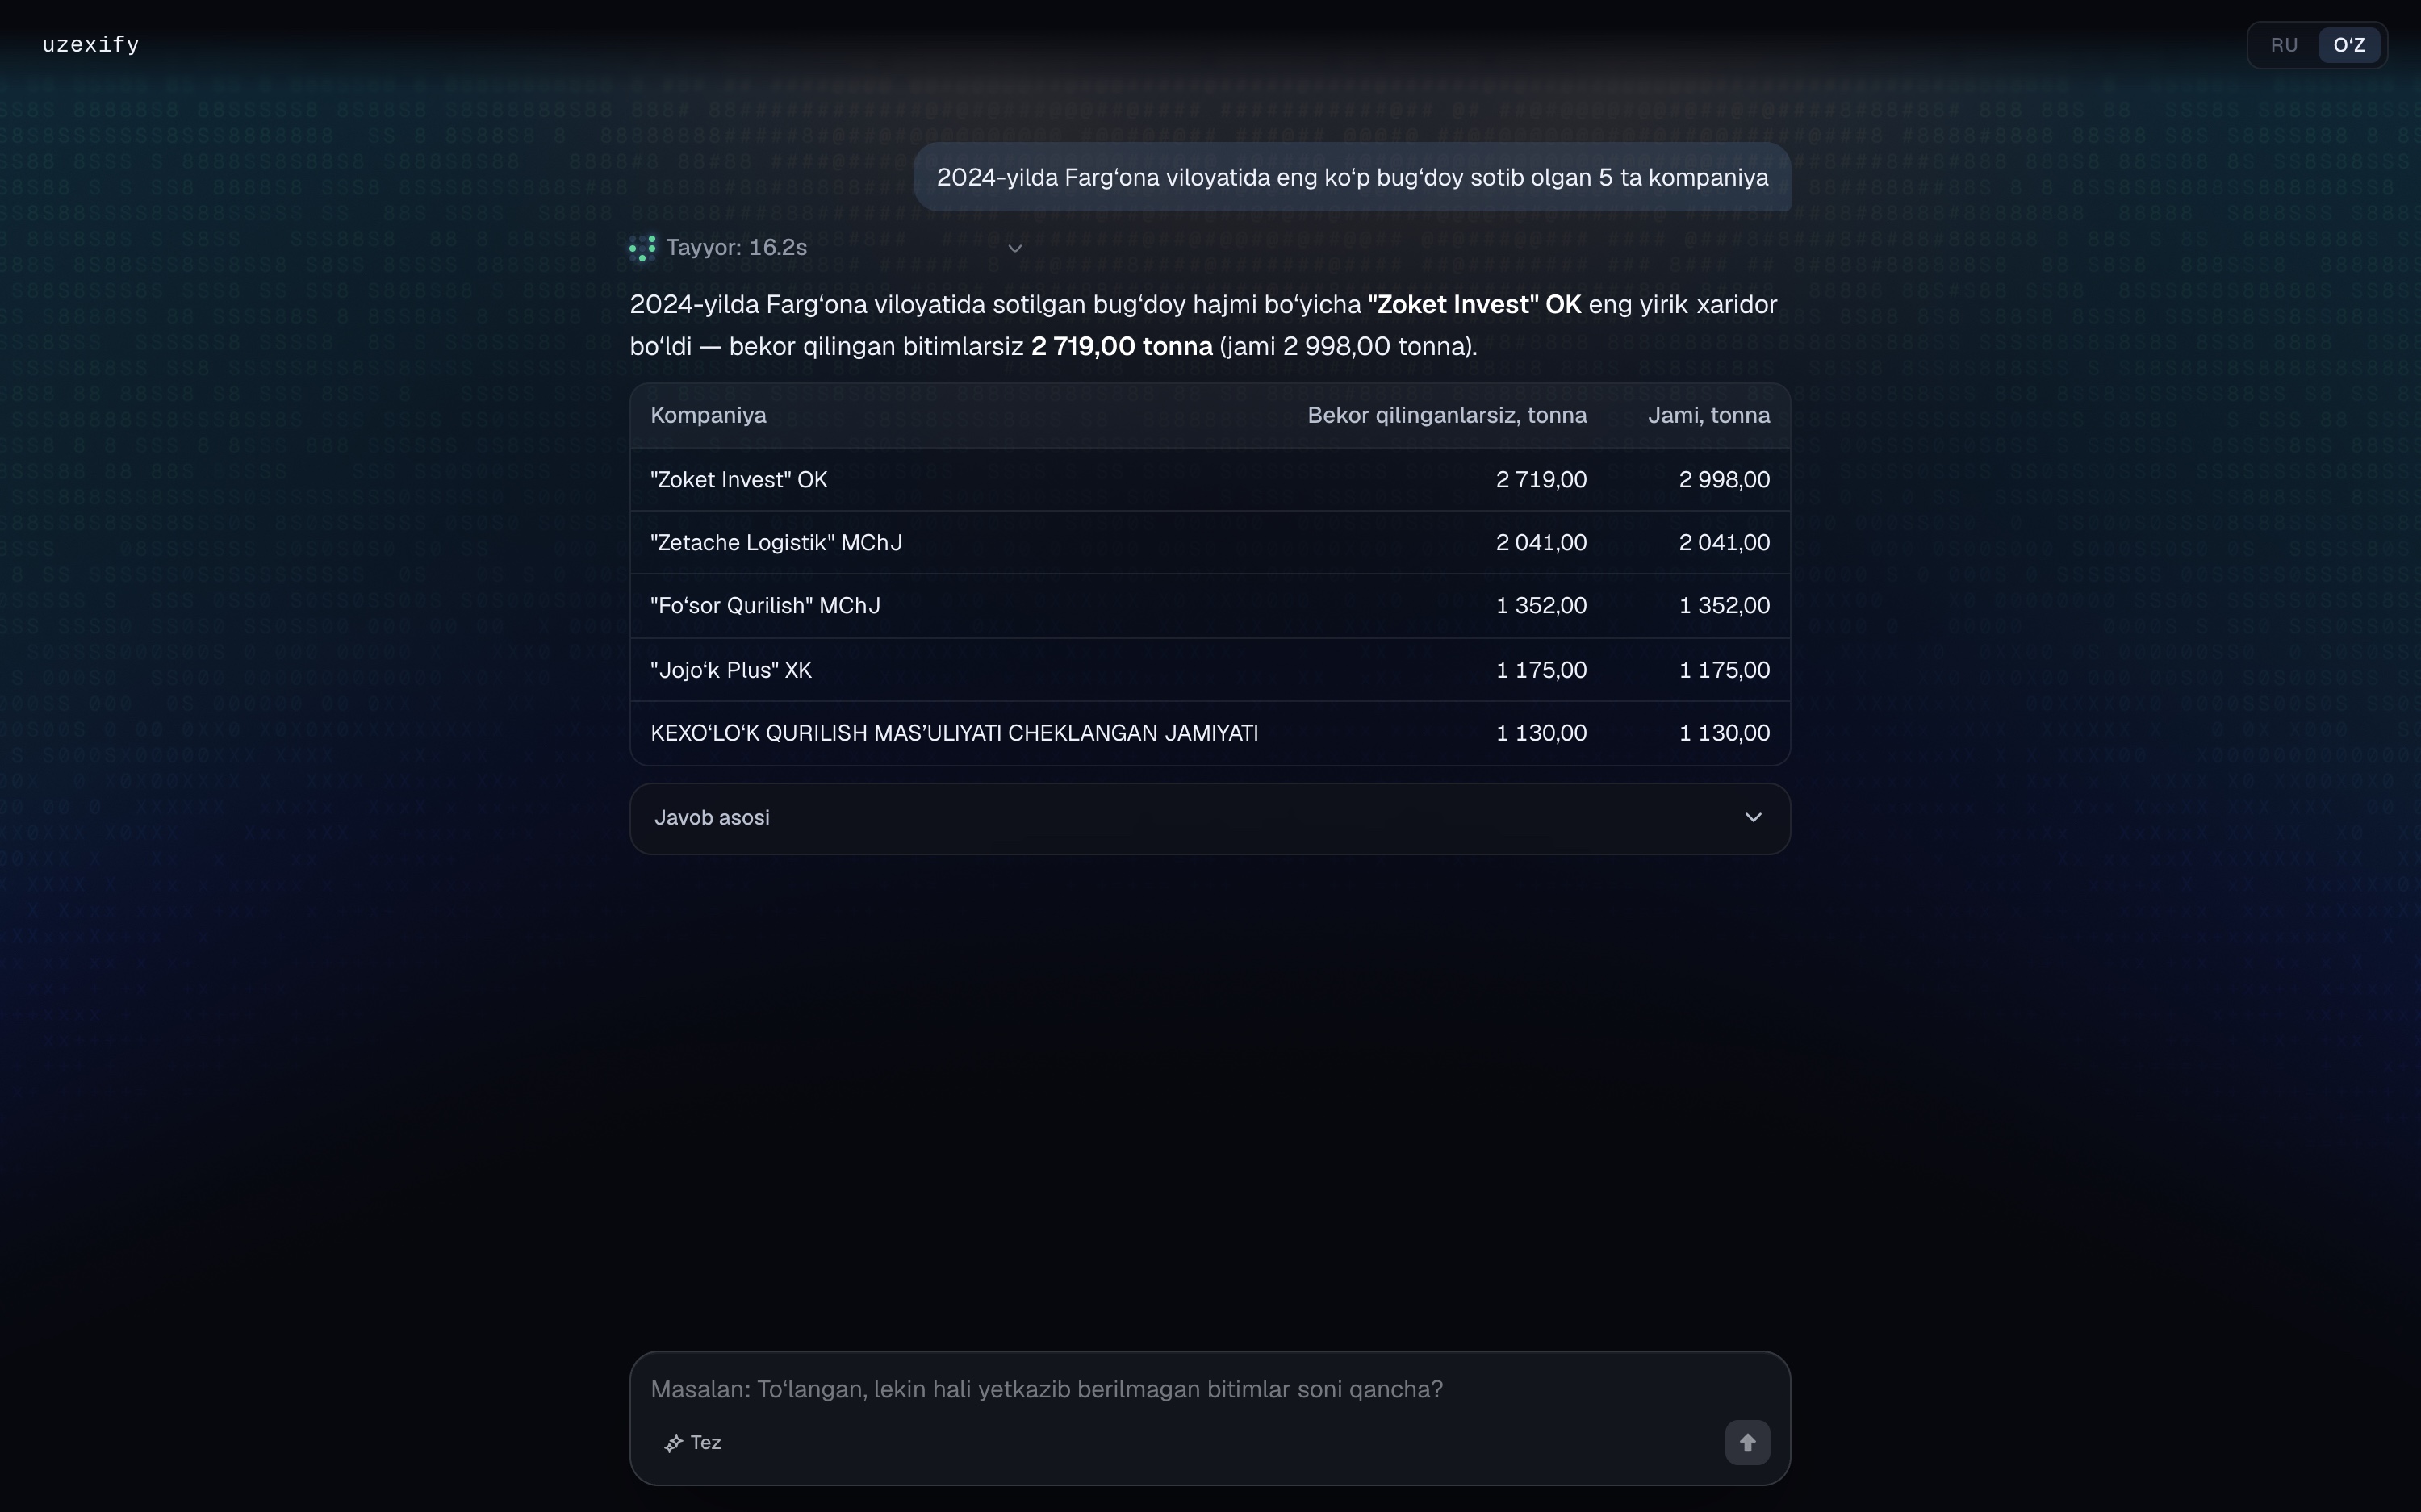 uzexify
RU O‘Z
2024-yilda Farg‘ona viloyatida eng ko‘p bug‘doy sotib olgan 5 ta kompaniya
Tayyor: 16.2s
2024-yilda Farg‘ona viloyatida sotilgan bug‘doy hajmi bo‘yicha "Zoket Invest" OK eng yirik xaridor
bo‘ldi — bekor qilingan bitimlarsiz 2 719,00 tonna (jami 2 998,00 tonna).
Kompaniya Bekor qilinganlarsiz, tonna Jami, tonna
"Zoket Invest" OK 2 719,00 2 998,00
"Zetache Logistik" MChJ 2 041,00 2 041,00
"Fo‘sor Qurilish" MChJ 1 352,00 1 352,00
"Jojo‘k Plus" XK 1 175,00 1 175,00
KEXO‘LO‘K QURILISH MAS’ULIYATI CHEKLANGAN JAMIYATI 1 130,00 1 130,00
Javob asosi
Masalan: To‘langan, lekin hali yetkazib berilmagan bitimlar soni qancha?
Tez